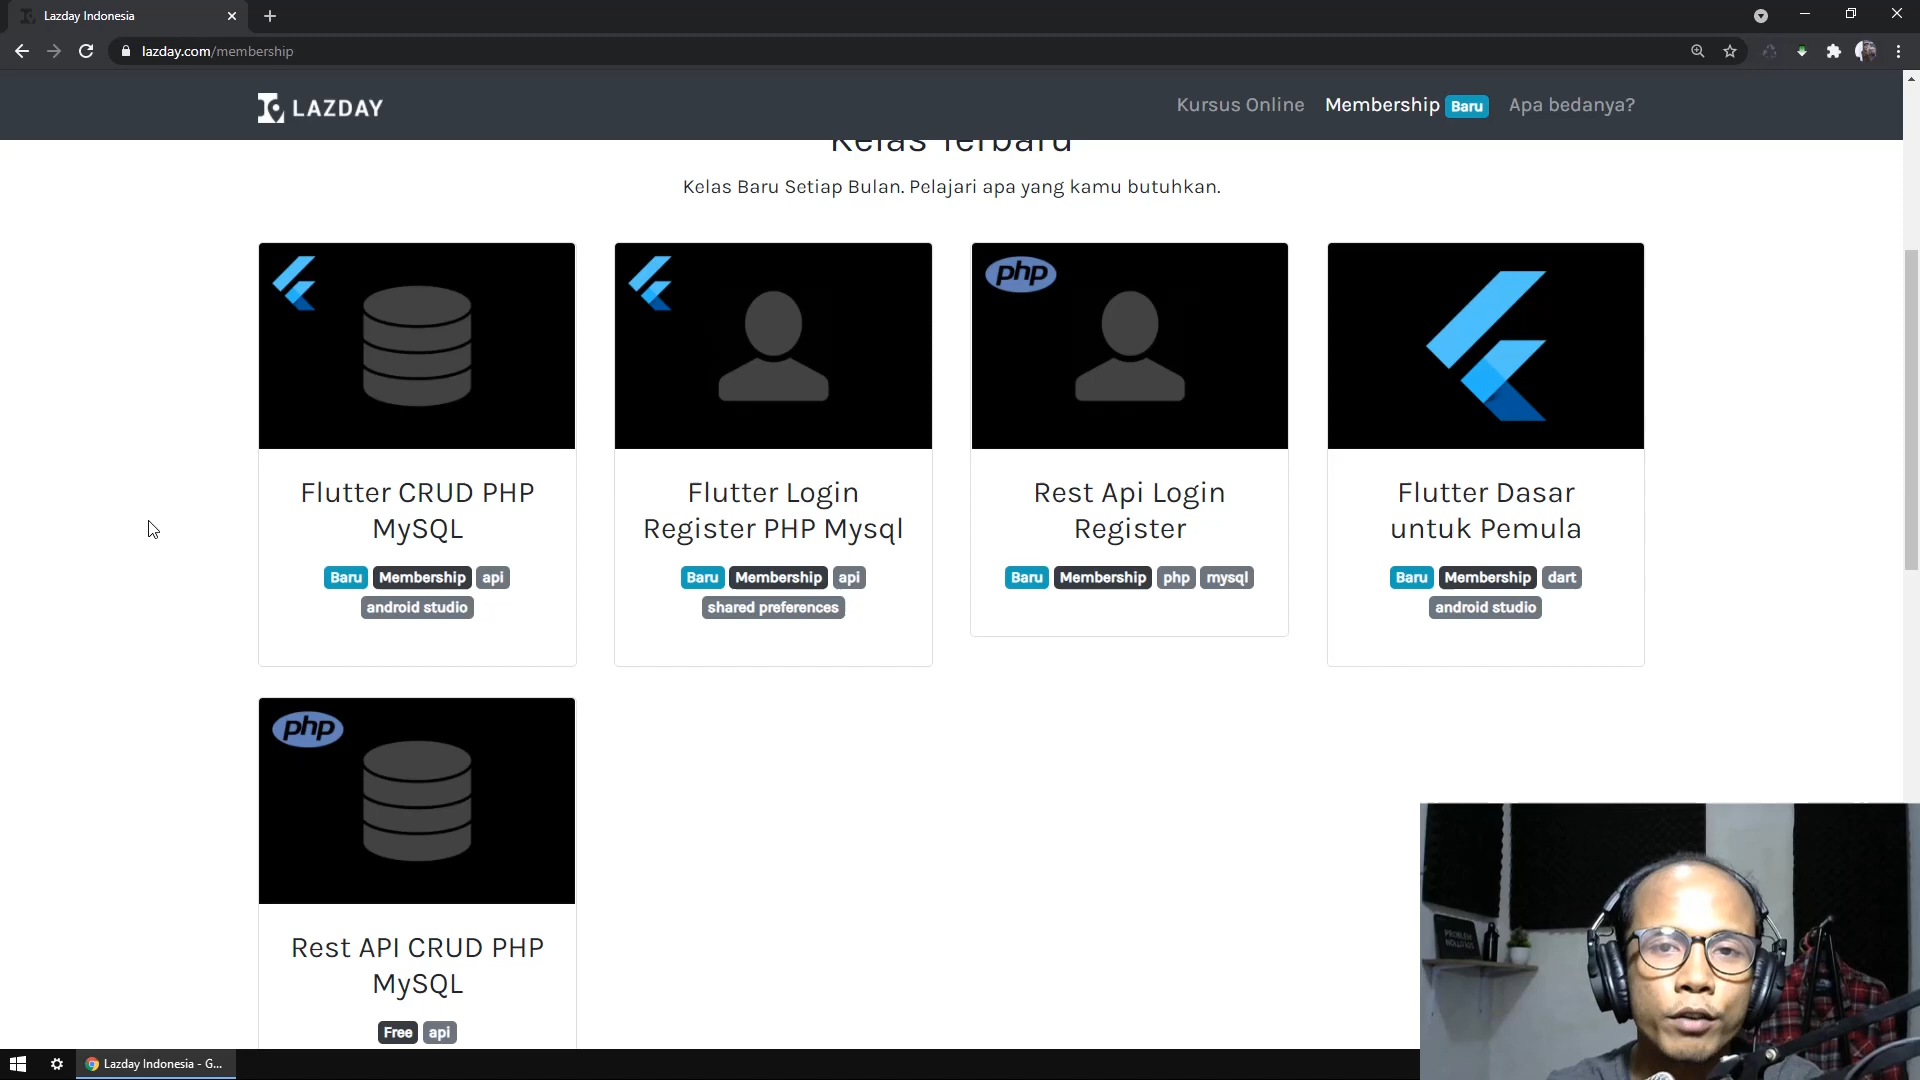 Lazday Indonesia
lazday.com/membership
LAZDAY
Kursus Online
Membership Baru
Apa bedanya?
Kelas Terbaru
Kelas Baru Setiap Bulan. Pelajari apa yang kamu butuhkan.
Flutter CRUD PHP
MySQL
Baru Membership api
android studio
Flutter Login
Register PHP Mysql
Baru Membership api
shared preferences
php
Rest Api Login
Register
Baru Membership php mysql
Flutter Dasar
untuk Pemula
Baru Membership dart
android studio
php
Rest API CRUD PHP
MySQL
Free api
PROBLEM
Lazday Indonesia - G...